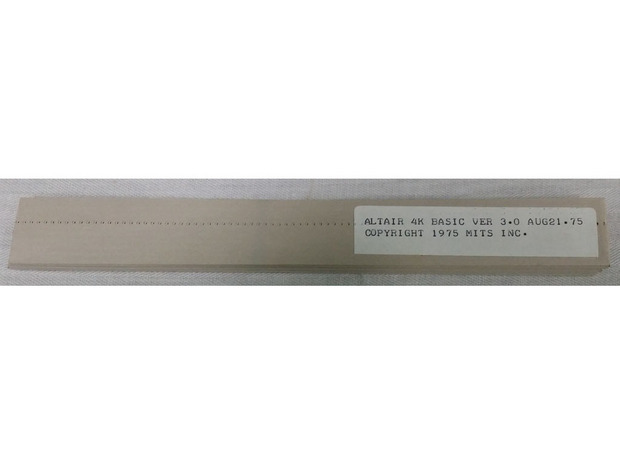 ALTAIR 4K BASIC VER 3.0 AUG21.75
COPYRIGHT 1975 MITS INC.